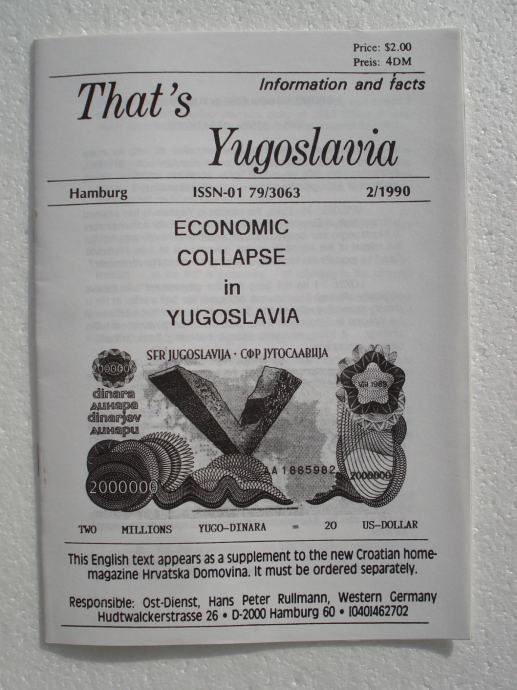 Price: $2.00
Preis: 4DM
Information and facts
That's
Yugoslavia
Hamburg ISSN-01 79/3063 2/1990
ECONOMIC
COLLAPSE
in
YUGOSLAVIA
SFR JUGOSLAVIJA · СФР ЈУГОСЛАВИЈА
dinara
динара
dinarjev
динари
AA 1885982
2000000
2000000
TWO MILLIONS YUGO-DINARA = 20 US-DOLLAR
This English text appears as a supplement to the new Croatian home-
magazine Hrvatska Domovina. It must be ordered separately.
Responsible: Ost-Dienst, Hans Peter Rullmann, Western Germany
Hudtwalckerstrasse 26 • D-2000 Hamburg 60 • (040)462702